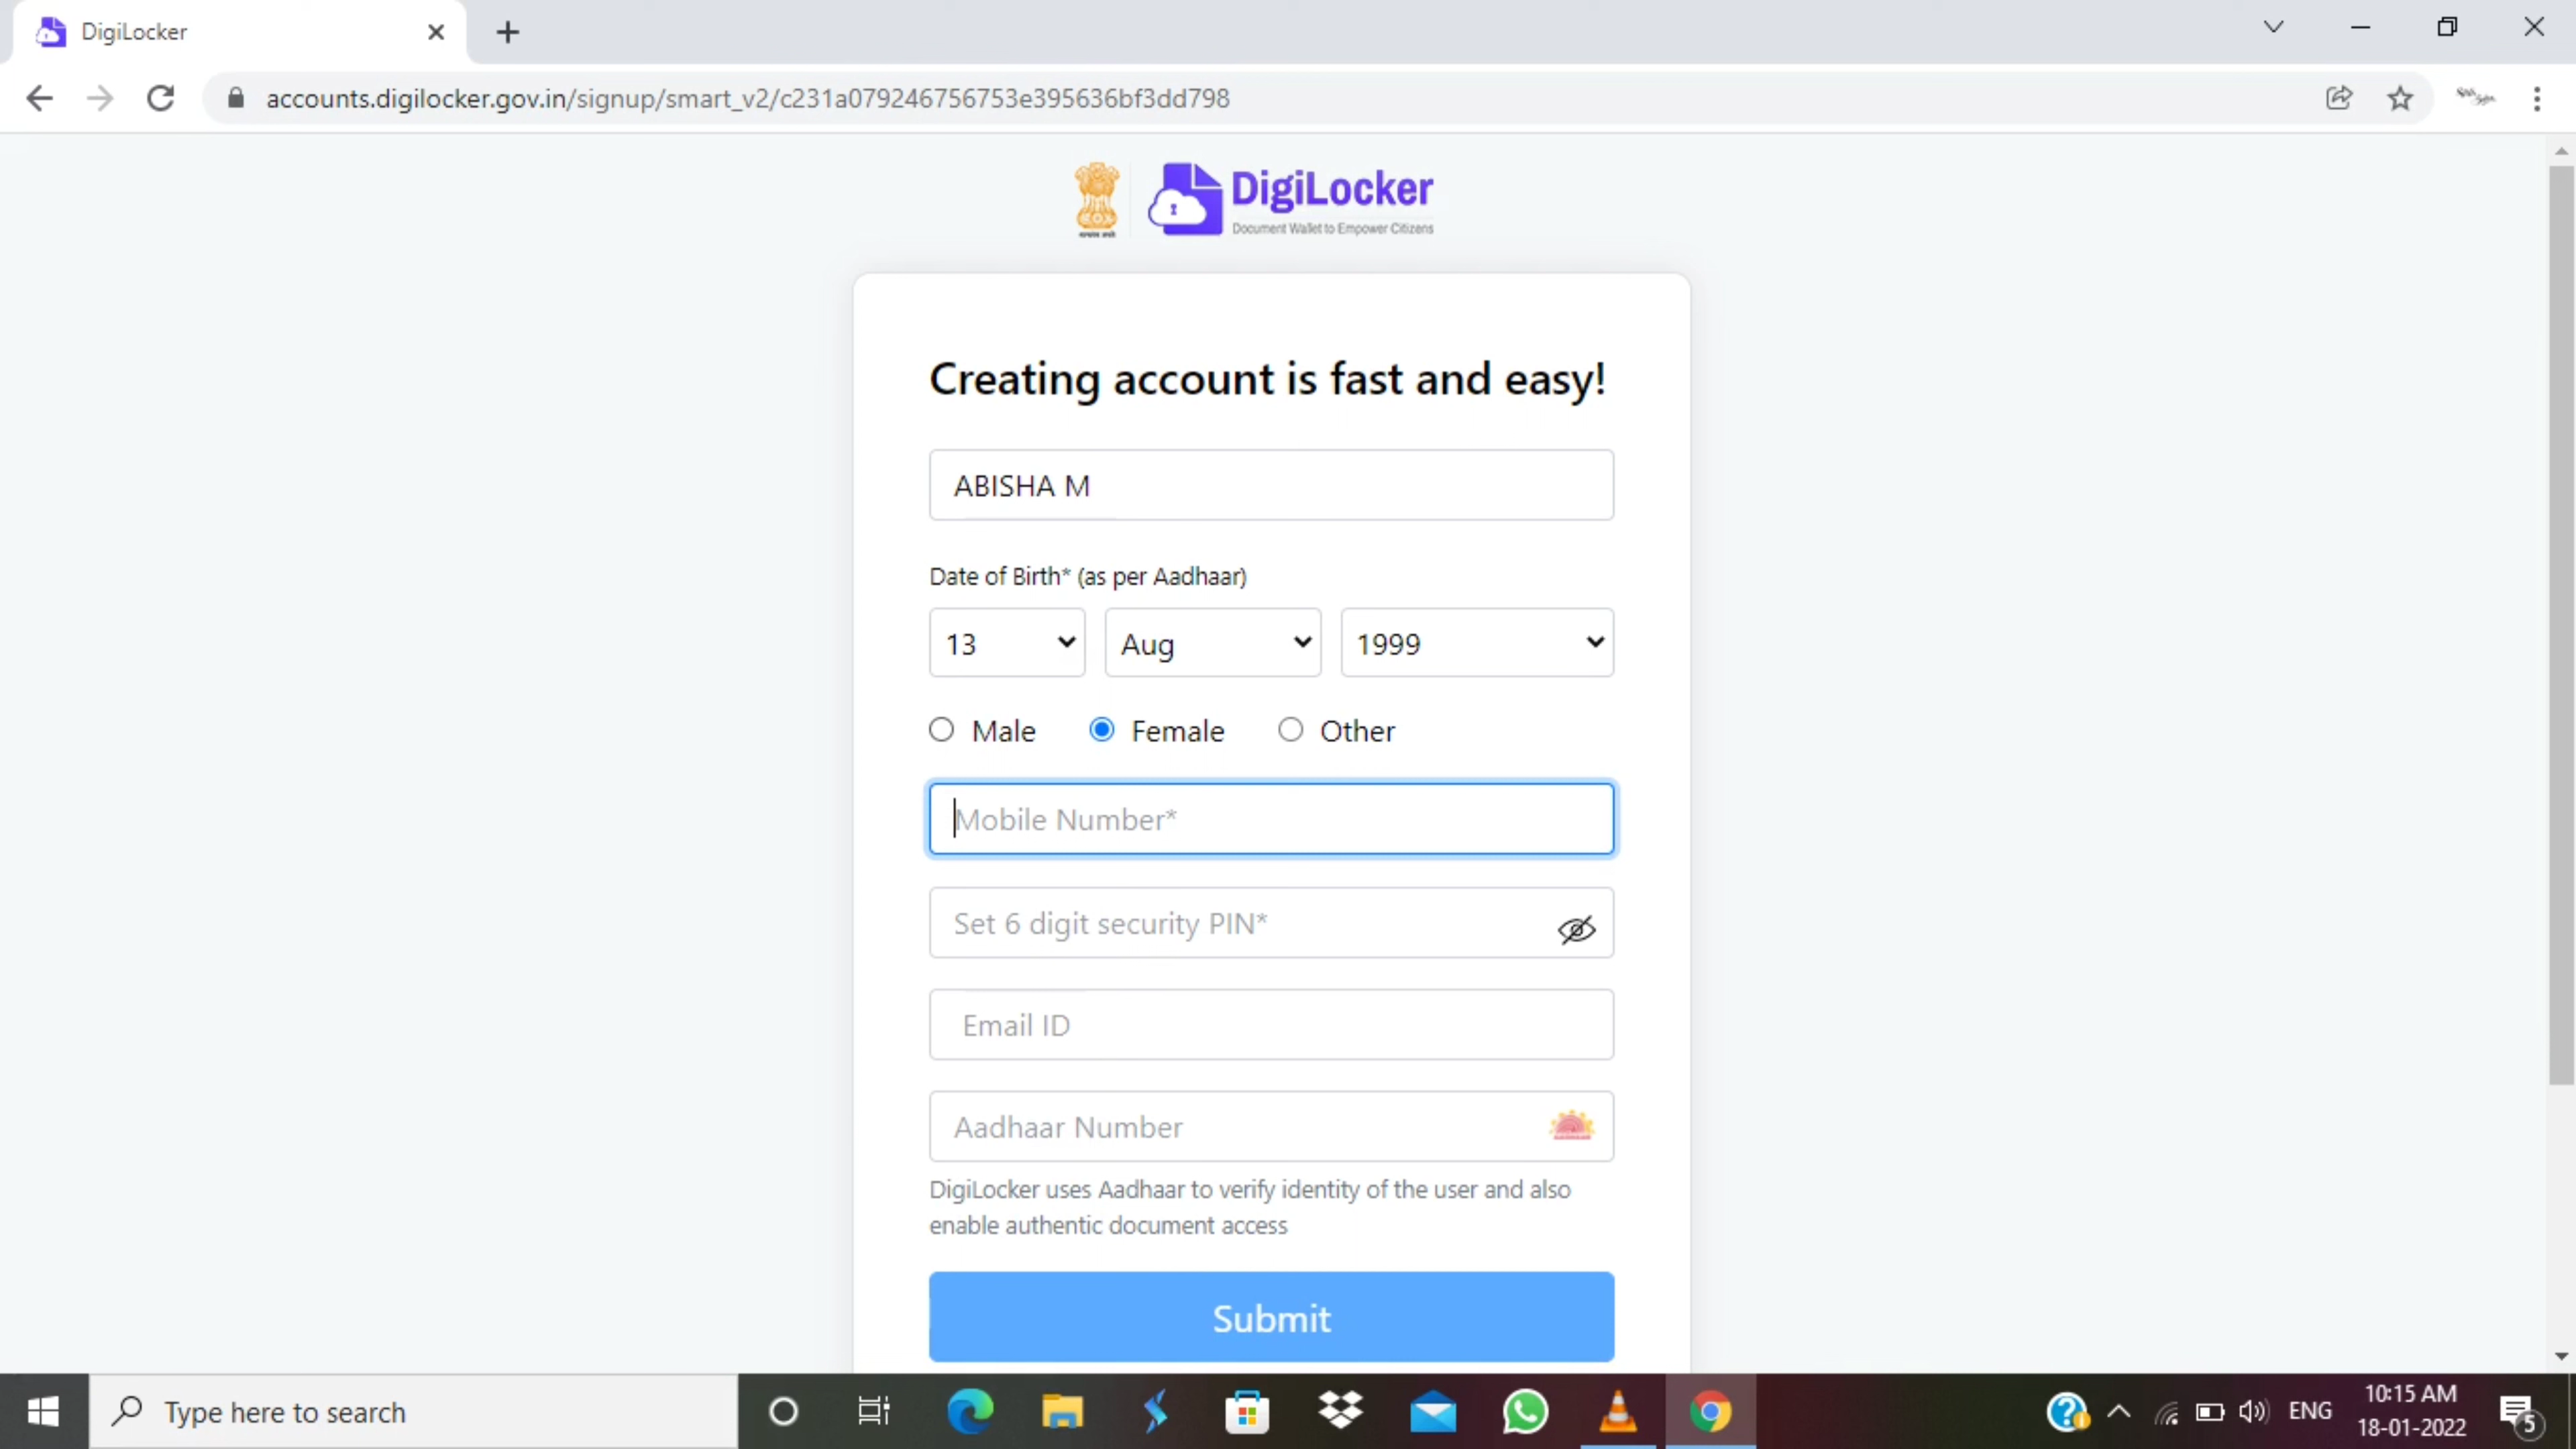 DigiLocker
accounts.digilocker.gov.in/signup/smart_v2/c231a079246756753e395636bf3dd798
DigiLocker
Document Wallet to Empower Citizens
Creating account is fast and easy!
ABISHA M
Date of Birth* (as per Aadhaar)
13 Aug 1999
Male Female Other
Mobile Number*
Set 6 digit security PIN*
Email ID
Aadhaar Number
DigiLocker uses Aadhaar to verify identity of the user and also
enable authentic document access
Submit
Type here to search
ENG
10:15 AM
18-01-2022
5